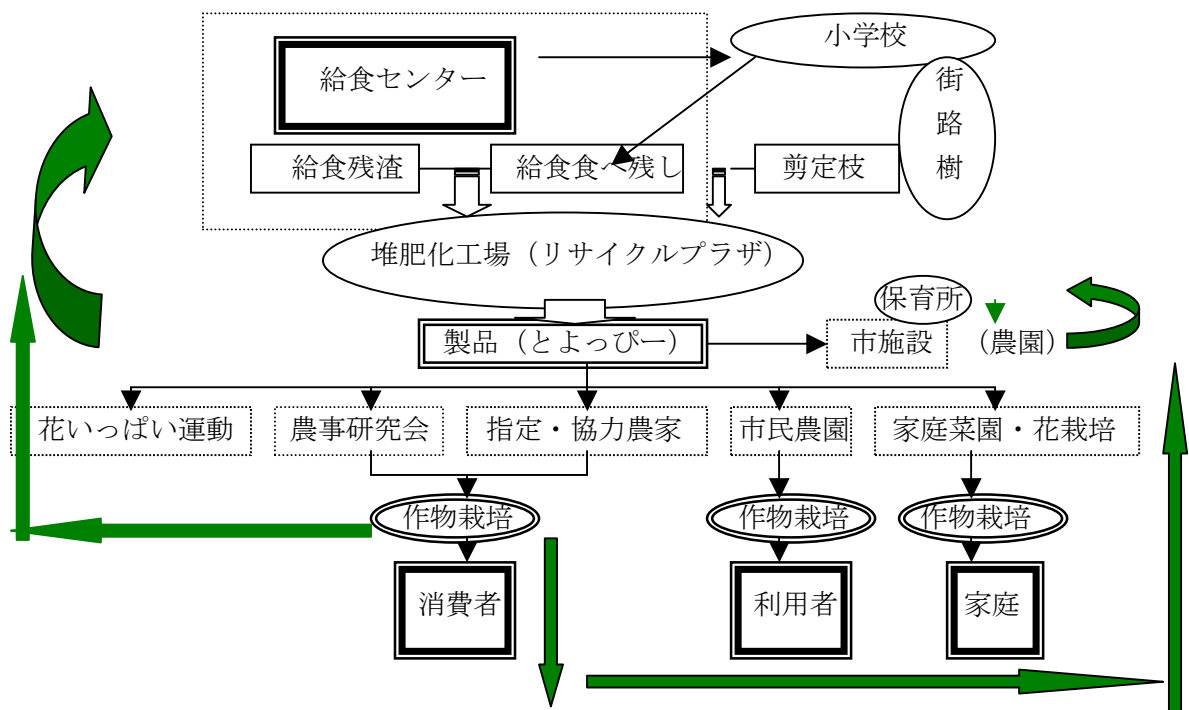 小学校
給食センター
街路樹
給食残渣
給食食べ残し
剪定枝
堆肥化工場（リサイクルプラザ）
保育所
製品（とよっぴー）
市施設
（農園）
花いっぱい運動
農事研究会
指定・協力農家
市民農園
家庭菜園・花栽培
作物栽培
作物栽培
作物栽培
消費者
利用者
家庭